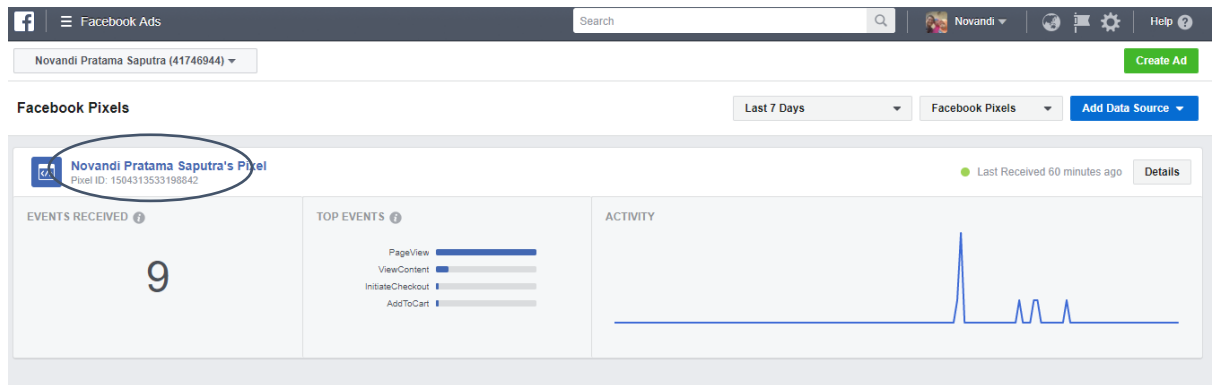 f Facebook Ads Search Novandi Help
Novandi Pratama Saputra (41746944) Create Ad
Facebook Pixels Last 7 Days Facebook Pixels Add Data Source
Novandi Pratama Saputra's Pixel
Pixel ID: 1504313533198842
Last Received 60 minutes ago Details
EVENTS RECEIVED TOP EVENTS ACTIVITY
9
PageView
ViewContent
InitiateCheckout
AddToCart